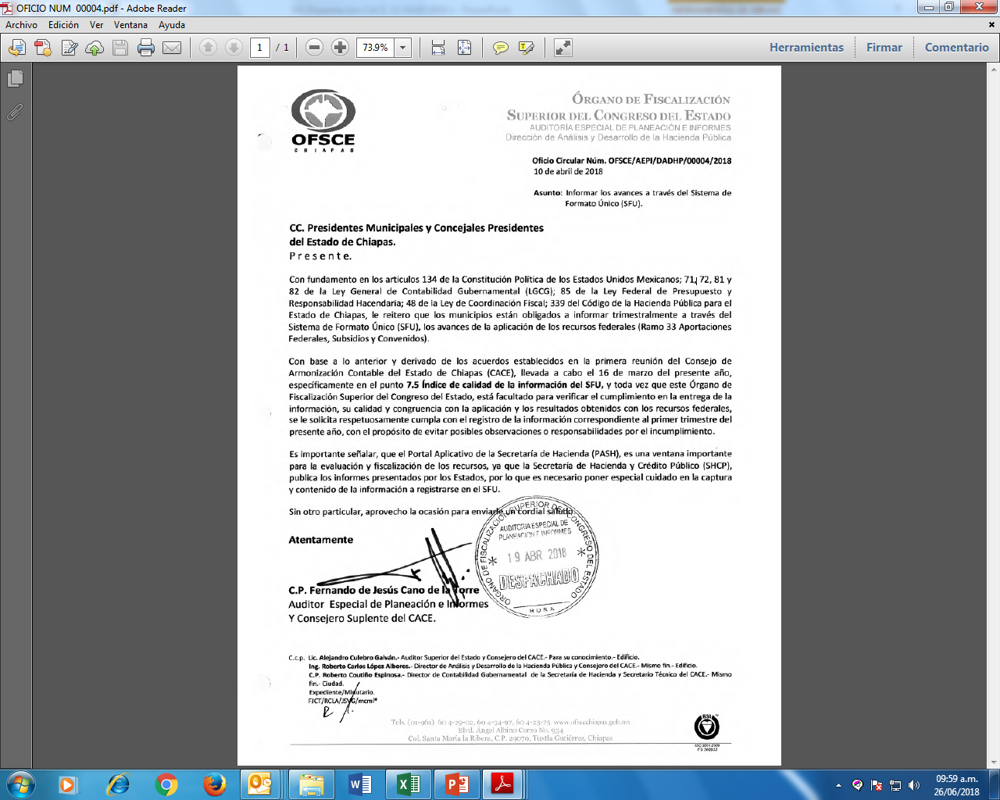 OFICIO NUM  00004.pdf - Adobe Reader
Archivo Edición Ver Ventana Ayuda
1 / 1 73.9% Herramientas Firmar Comentario
OFSCE
CHIAPAS
Órgano de Fiscalización
Superior del Congreso del Estado
AUDITORÍA ESPECIAL DE PLANEACIÓN E INFORMES
Dirección de Análisis y Desarrollo de la Hacienda Pública
Oficio Circular Núm. OFSCE/AEPI/DADHP/00004/2018
10 de abril de 2018
Asunto: Informar los avances a través del Sistema de
Formato Único (SFU).
CC. Presidentes Municipales y Concejales Presidentes
del Estado de Chiapas.
P r e s e n t e.
Con fundamento en los artículos 134 de la Constitución Política de los Estados Unidos Mexicanos; 71, 72, 81 y
82 de la Ley General de Contabilidad Gubernamental (LGCG); 85 de la Ley Federal de Presupuesto y
Responsabilidad Hacendaria; 48 de la Ley de Coordinación Fiscal; 339 del Código de la Hacienda Pública para el
Estado de Chiapas, le reitero que los municipios están obligados a informar trimestralmente a través del
Sistema de Formato Único (SFU), los avances de la aplicación de los recursos federales (Ramo 33 Aportaciones
Federales, Subsidios y Convenidos).
Con base a lo anterior y derivado de los acuerdos establecidos en la primera reunión del Consejo de
Armonización Contable del Estado de Chiapas (CACE), llevada a cabo el 16 de marzo del presente año,
específicamente en el punto 7.5 Índice de calidad de la información del SFU, y toda vez que este Órgano de
Fiscalización Superior del Congreso del Estado, está facultado para verificar el cumplimiento en la entrega de la
información, su calidad y congruencia con la aplicación y los resultados obtenidos con los recursos federales,
se le solicita respetuosamente cumpla con el registro de la información correspondiente al primer trimestre del
presente año, con el propósito de evitar posibles observaciones o responsabilidades por el incumplimiento.
Es importante señalar, que el Portal Aplicativo de la Secretaría de Hacienda (PASH), es una ventana importante
para la evaluación y fiscalización de los recursos, ya que la Secretaría de Hacienda y Crédito Público (SHCP),
publica los informes presentados por los Estados, por lo que es necesario poner especial cuidado en la captura
y contenido de la información a registrarse en el SFU.
Sin otro particular, aprovecho la ocasión para enviarle un cordial saludo.
ÓRGANO DE FISCALIZACIÓN SUPERIOR DEL CONGRESO DEL ESTADO
AUDITORIA ESPECIAL DE
PLANEACIÓN E INFORMES
19 ABR 2018
DESPACHADO
HORA
Atentamente
C.P. Fernando de Jesús Cano de la Torre
Auditor  Especial de Planeación e Informes
Y Consejero Suplente del CACE.
C.c.p. Lic. Alejandro Culebro Galván.- Auditor Superior del Estado y Consejero del CACE.- Para su conocimiento.- Edificio.
Ing. Roberto Carlos López Albores.- Director de Análisis y Desarrollo de la Hacienda Pública y Consejero del CACE.- Mismo fin.- Edificio.
C.P. Roberto Coutiño Espinosa.- Director de Contabilidad Gubernamental de la Secretaría de Hacienda y Secretario Técnico del CACE.- Mismo
fin.- Ciudad.
Expediente/Minutario.
FJCT/RCLA/JSVG/mcml*
Tels. (01-961) 60 4-29-02, 60 4-34-97, 60 4-23-75 www.ofscechiapas.gob.mx
Blvd. Ángel Albino Corzo No. 934
Col. Santa María la Ribera, C.P. 29070, Tuxtla Gutiérrez, Chiapas
BSI
ISO 9001:2008
09:59 a.m.
26/06/2018